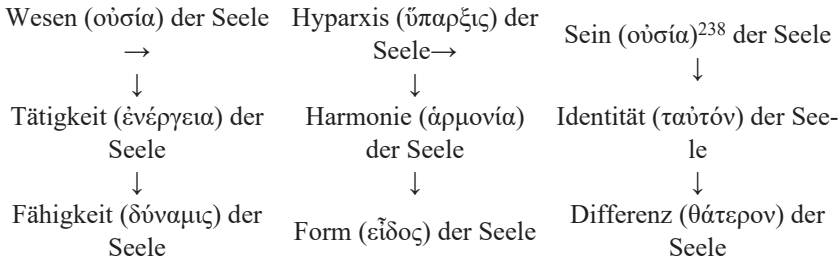 Wesen (οὐσία) der Seele → Hyparxis (ὕπαρξις) der Seele→ Sein (οὐσία)²³⁸ der Seele
↓ ↓ ↓
Tätigkeit (ἐνέργεια) der Seele Harmonie (ἁρμονία) der Seele Identität (ταὐτόν) der See-
le
↓ ↓ ↓
Fähigkeit (δύναμις) der Seele Form (εἶδος) der Seele Differenz (θάτερον) der Seele